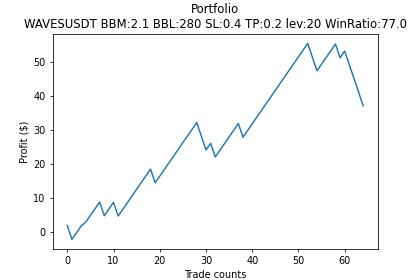 Portfolio
WAVESUSDT BBM:2.1 BBL:280 SL:0.4 TP:0.2 lev:20 WinRatio:77.0
50
40
30
20
10
0
Profit ($)
0 10 20 30 40 50 60
Trade counts